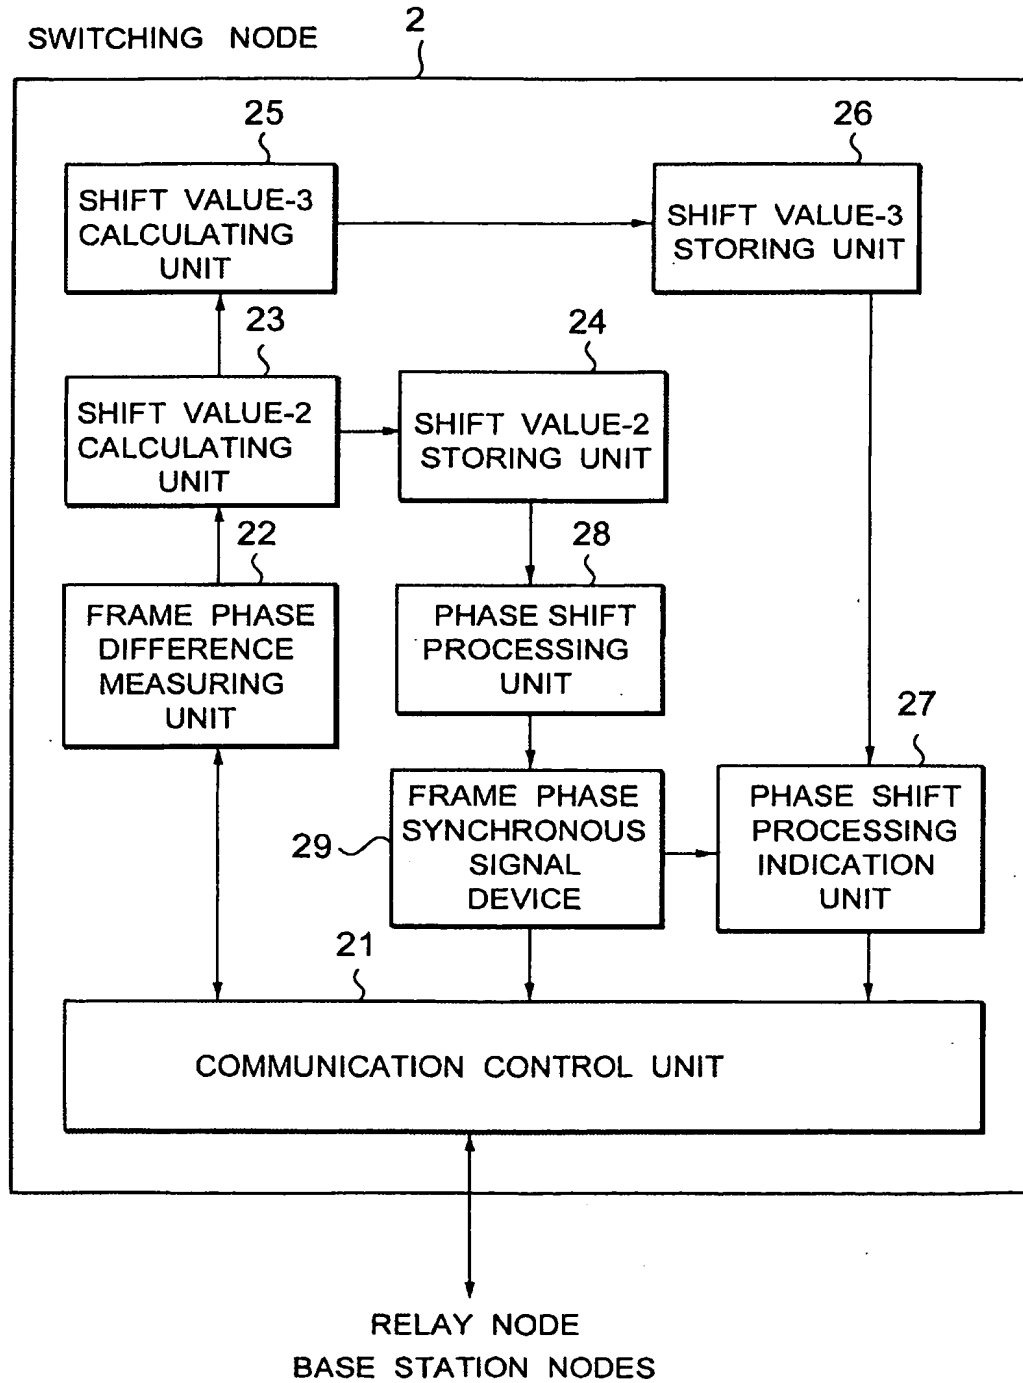 2
SWITCHING NODE
25
SHIFT VALUE-3
CALCULATING
UNIT
26
SHIFT VALUE-3
STORING UNIT
23
SHIFT VALUE-2
CALCULATING
UNIT
24
SHIFT VALUE-2
STORING UNIT
22
FRAME PHASE
DIFFERENCE
MEASURING
UNIT
28
PHASE SHIFT
PROCESSING
UNIT
27
PHASE SHIFT
PROCESSING
INDICATION
UNIT
29
FRAME PHASE
SYNCHRONOUS
SIGNAL
DEVICE
21
COMMUNICATION CONTROL UNIT
RELAY NODE
BASE STATION NODES